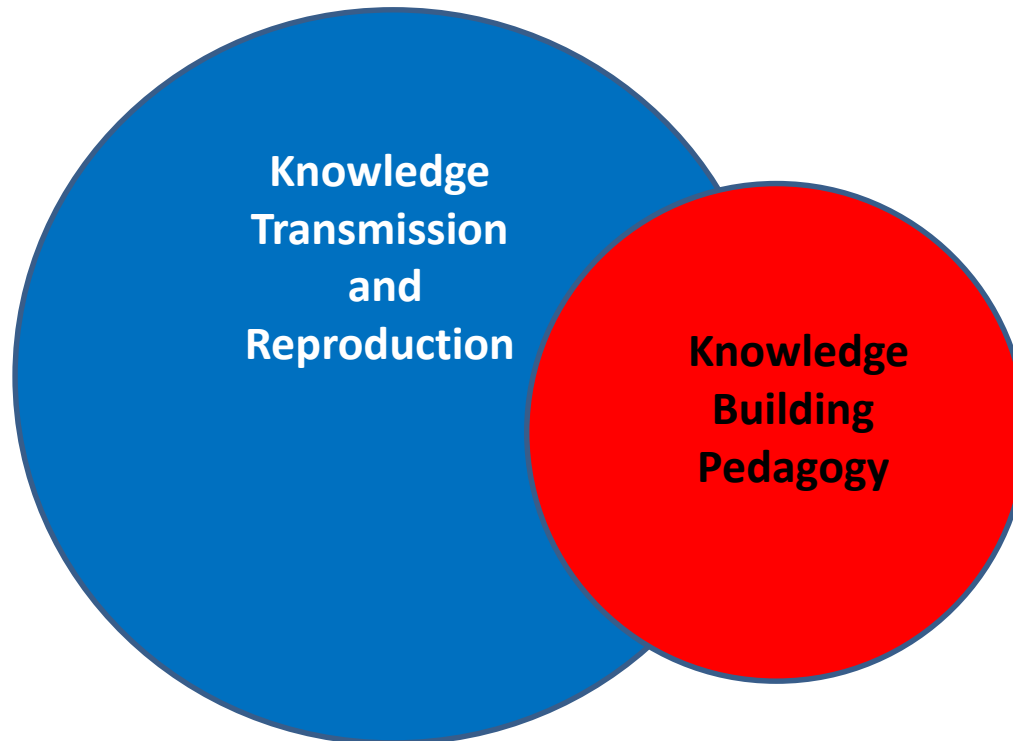 Knowledge
Transmission
and
Reproduction
Knowledge
Building
Pedagogy